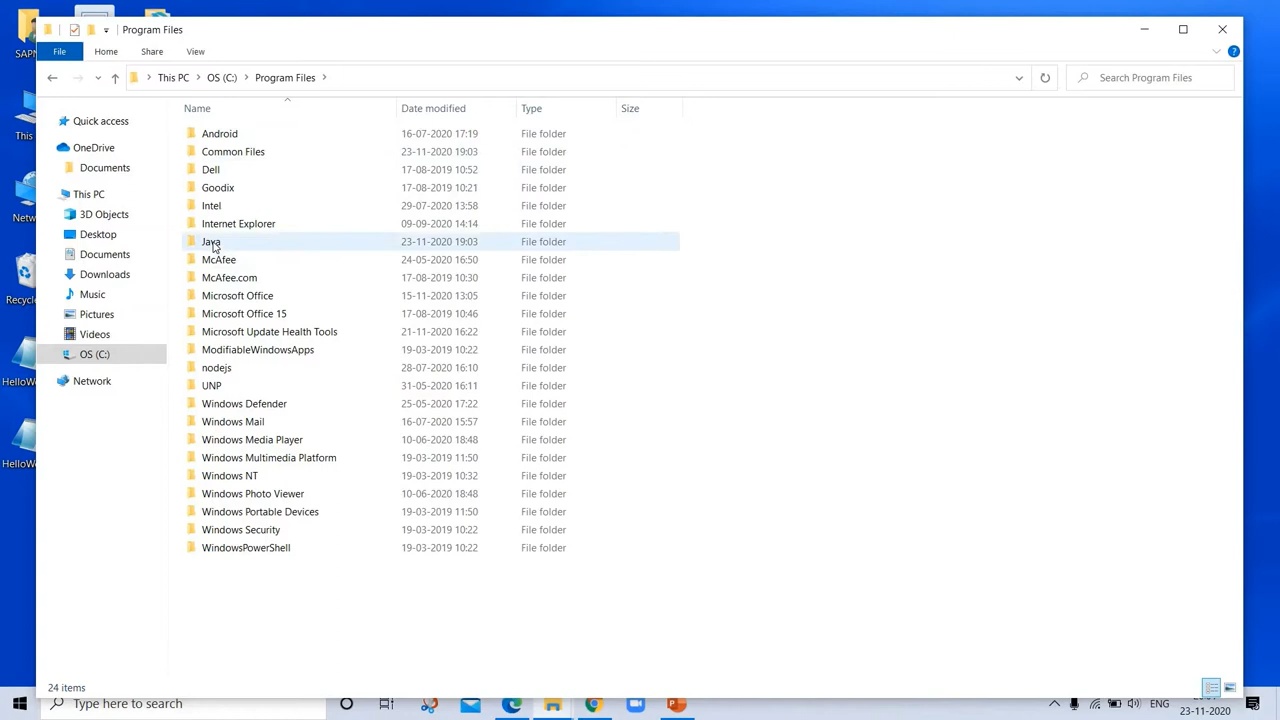 Program Files
File
Home
Share
View
This PC
OS (C:)
Program Files
Search Program Files
Name
Date modified
Type
Size
Quick access
OneDrive
Documents
This PC
3D Objects
Desktop
Documents
Downloads
Music
Pictures
Videos
OS (C:)
Network
Android 16-07-2020 17:19 File folder
Common Files 23-11-2020 19:03 File folder
Dell 17-08-2019 10:52 File folder
Goodix 17-08-2019 10:21 File folder
Intel 29-07-2020 13:58 File folder
Internet Explorer 09-09-2020 14:14 File folder
Java 23-11-2020 19:03 File folder
McAfee 24-05-2020 16:50 File folder
McAfee.com 17-08-2019 10:30 File folder
Microsoft Office 15-11-2020 13:05 File folder
Microsoft Office 15 17-08-2019 10:46 File folder
Microsoft Update Health Tools 21-11-2020 16:22 File folder
ModifiableWindowsApps 19-03-2019 10:22 File folder
nodejs 28-07-2020 16:10 File folder
UNP 31-05-2020 16:11 File folder
Windows Defender 25-05-2020 17:22 File folder
Windows Mail 16-07-2020 15:57 File folder
Windows Media Player 10-06-2020 18:48 File folder
Windows Multimedia Platform 19-03-2019 11:50 File folder
Windows NT 19-03-2019 10:32 File folder
Windows Photo Viewer 10-06-2020 18:48 File folder
Windows Portable Devices 19-03-2019 11:50 File folder
Windows Security 19-03-2019 10:22 File folder
WindowsPowerShell 19-03-2019 10:22 File folder
24 items
SAPN
This
Netw
Recycl
HelloWo
HelloWo
Type here to search
ENG
23-11-2020